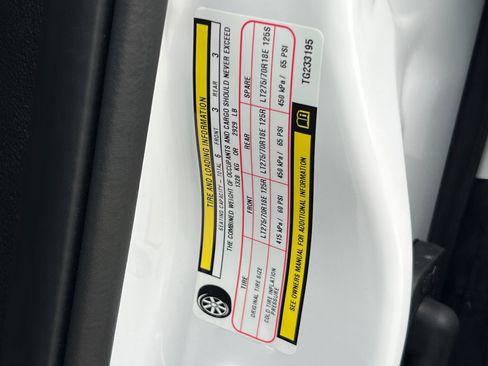 TIRE AND LOADING INFORMATION
SEATING CAPACITY - TOTAL 6 FRONT 3 REAR 3
THE COMBINED WEIGHT OF OCCUPANTS AND CARGO SHOULD NEVER EXCEED
1328 KG OR 2929 LB
TIRE FRONT REAR SPARE
ORIGINAL TIRE SIZE LT275/70R18E 125R LT275/70R18E 125R LT275/70R18E 125S
COLD TIRE INFLATION
PRESSURE 415 kPa / 60 PSI 450 kPa / 65 PSI 450 kPa / 65 PSI
SEE OWNERS MANUAL FOR ADDITIONAL INFORMATION
TG233195